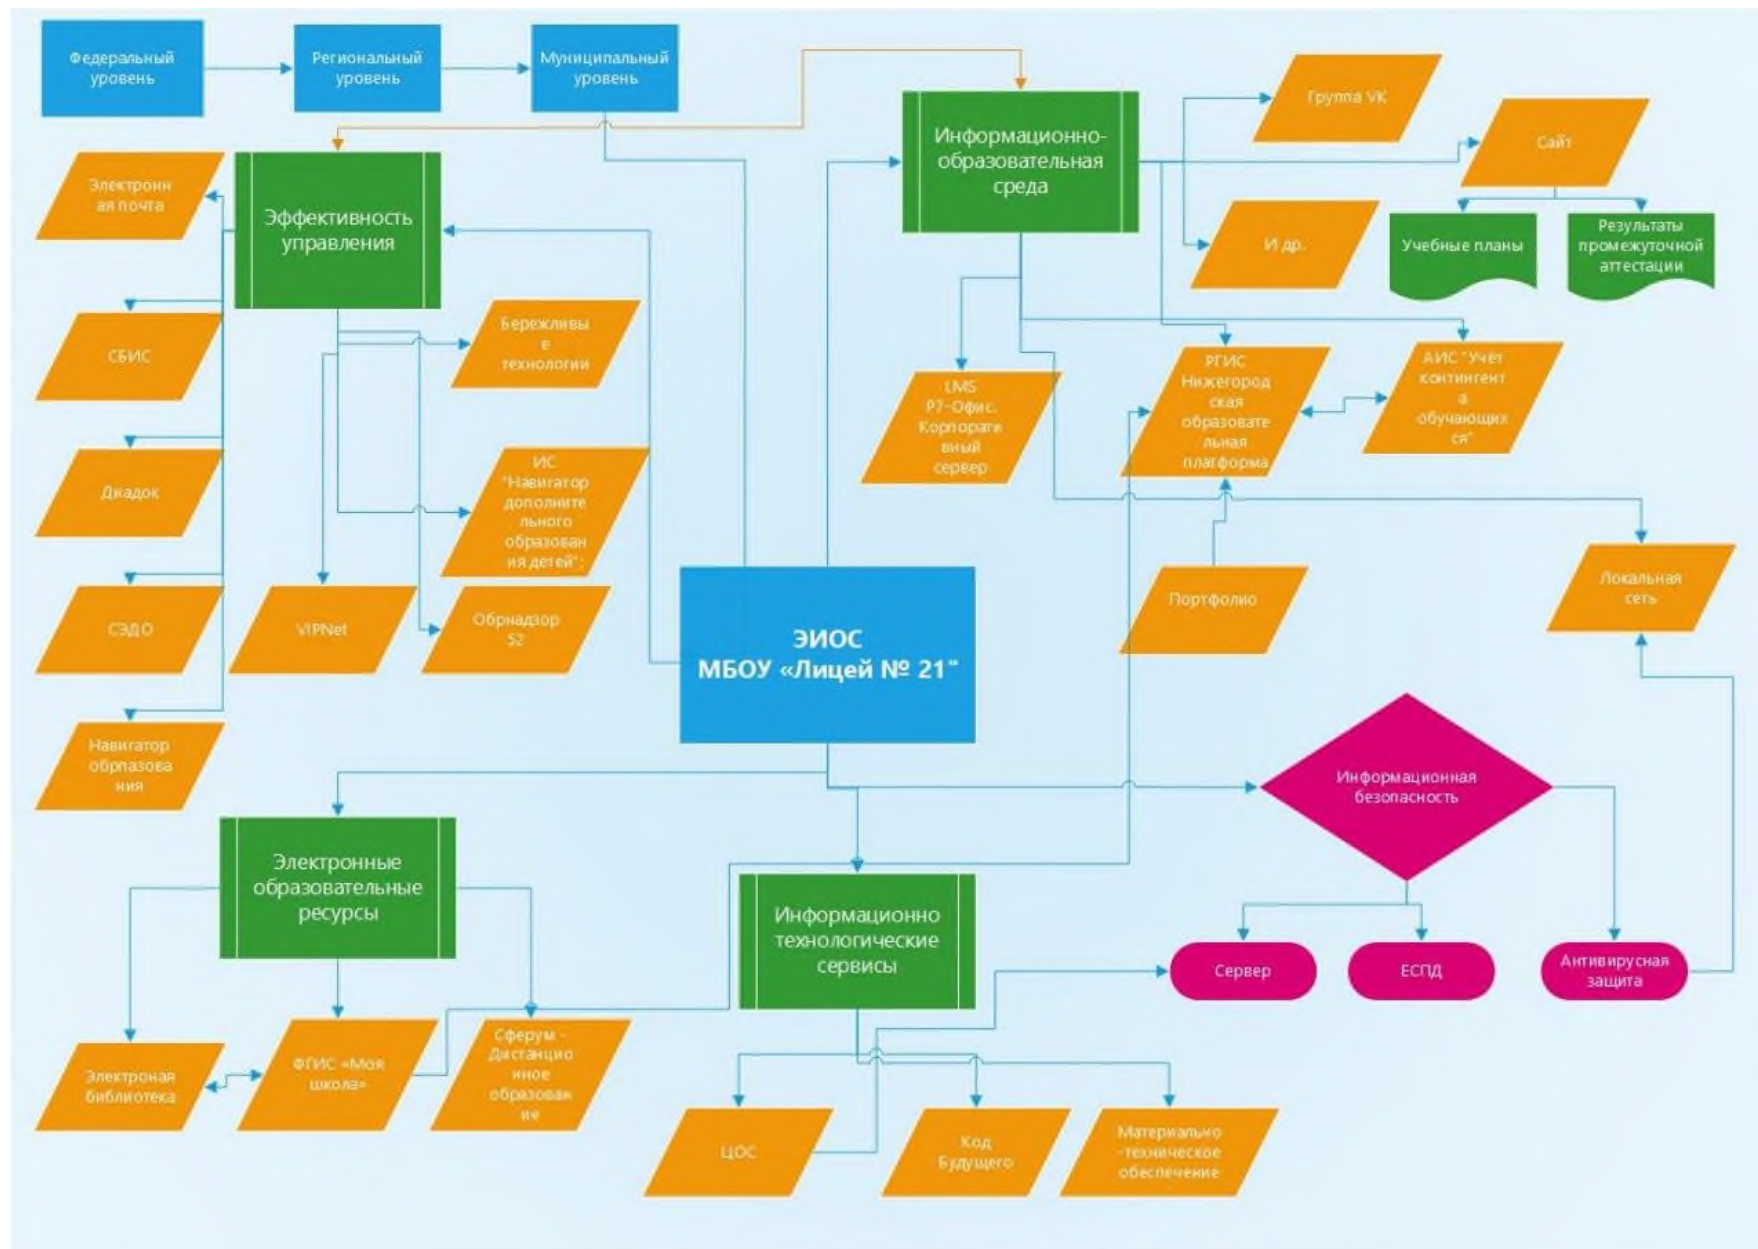 Федеральный
уровень
Региональный
уровень
Муниципальный
уровень
Группа VK
Информационно-
образовательная
среда
Сайт
Электронн
ая почта
Эффективность
управления
И др.
Учебные планы
Результаты
промежуточной
аттестации
Бережливы
е
технологии
СБИС
LMS
Р7-Офис.
Корпорати
вный
сервер
РГИС
Нижегород
ская
образовате
льная
платформа
АИС "Учёт
контингент
а
обучающих
ся"
Диадок
ИС
"Навигатор
дополните
льного
образован
ия детей";
СЭДО
VIPNet
Обрнадзор
52
ЭИОС
МБОУ «Лицей № 21"
Портфолио
Локальная
сеть
Навигатор
обрпазова
ния
Информационная
безопасность
Электронные
образовательные
ресурсы
Информационно
технологические
сервисы
Сервер
ЕСПД
Антивирусная
защита
Электроная
библиотека
ФГИС «Моя
школа»
Сферум -
Дистанцио
нное
образован
ие
ЦОС
Код
Будущего
Материально
-техническое
обеспечение